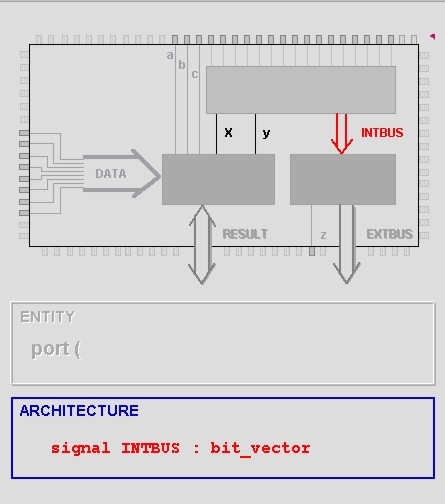 a
b
c
X y INTBUS
DATA
RESULT z EXTBUS
ENTITY
port (
ARCHITECTURE
signal INTBUS : bit_vector